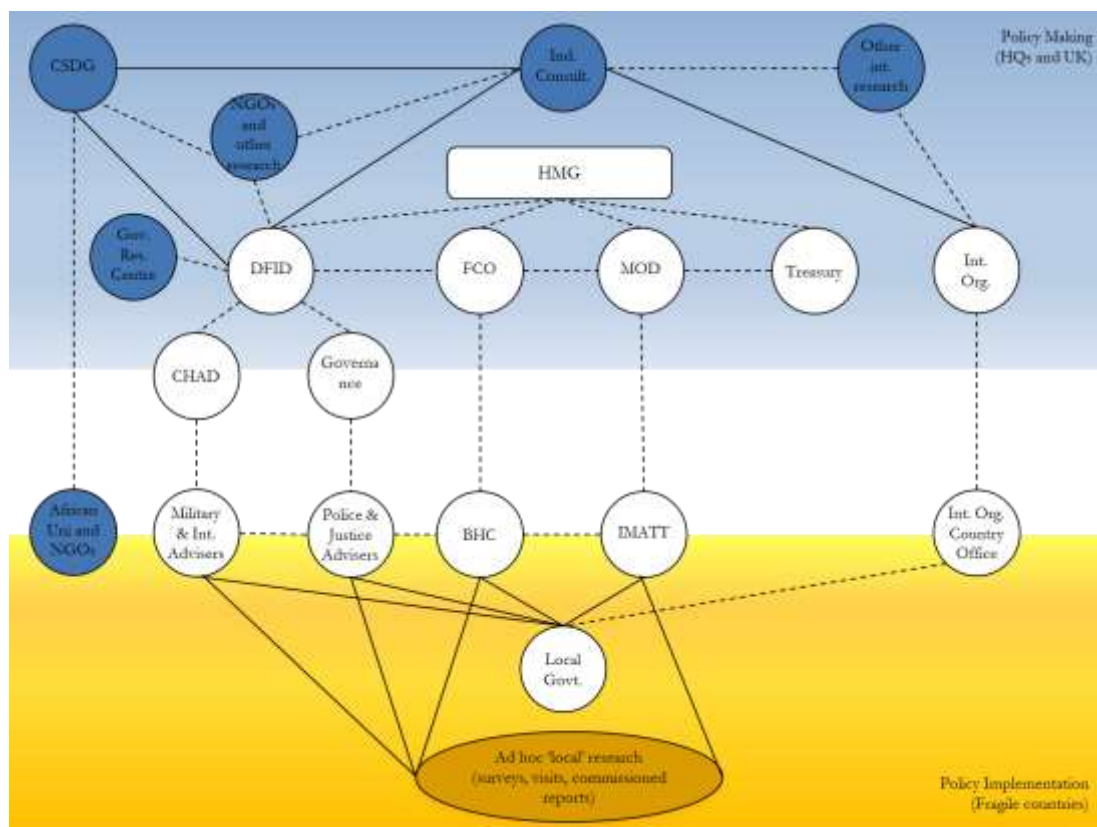 CSDG
Ind.
Consult.
Other
int.
research
Policy Making
(HQs and UK)
NGOs
and
other
research
HMG
Gov.
Res.
Centre
DFID
FCO
MOD
Treasury
Int.
Org.
CHAD
Governa
nce
African
Uni and
NGOs
Military
& Int.
Advisers
Police &
Justice
Advisers
BHC
IMATT
Int. Org.
Country
Office
Local
Govt.
Ad hoc 'local' research
(surveys, visits, commissioned
reports)
Policy Implementation
(Fragile countries)